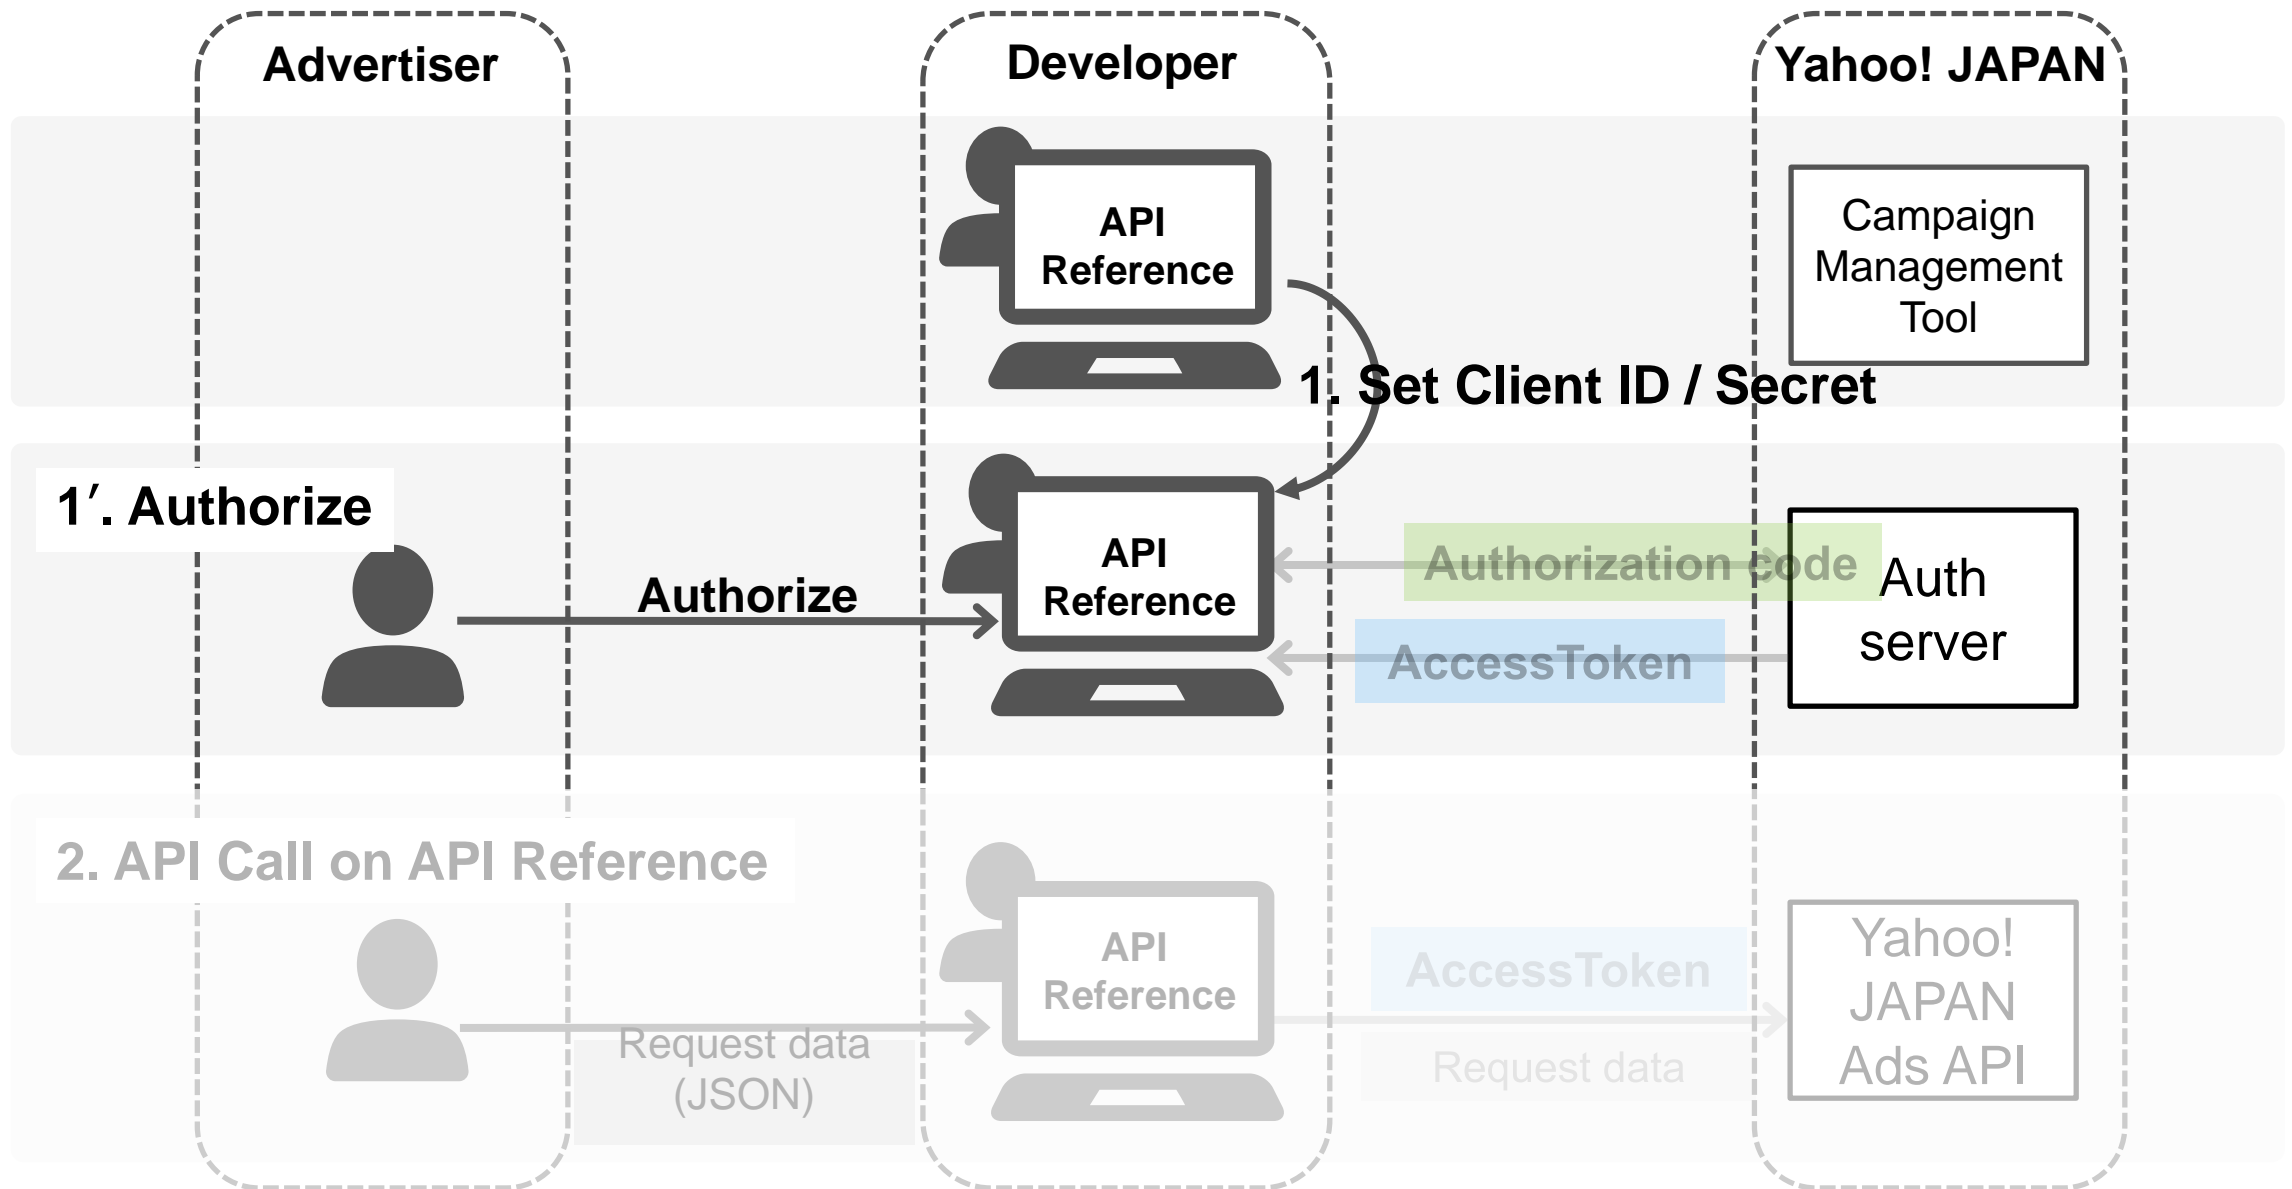 Advertiser
Developer
Yahoo! JAPAN
API
Reference
Campaign
Management
Tool
1. Set Client ID / Secret
1′. Authorize
Authorize
API
Reference
Authorization code
AccessToken
Auth
server
2. API Call on API Reference
Request data
(JSON)
API
Reference
AccessToken
Request data
Yahoo!
JAPAN
Ads API